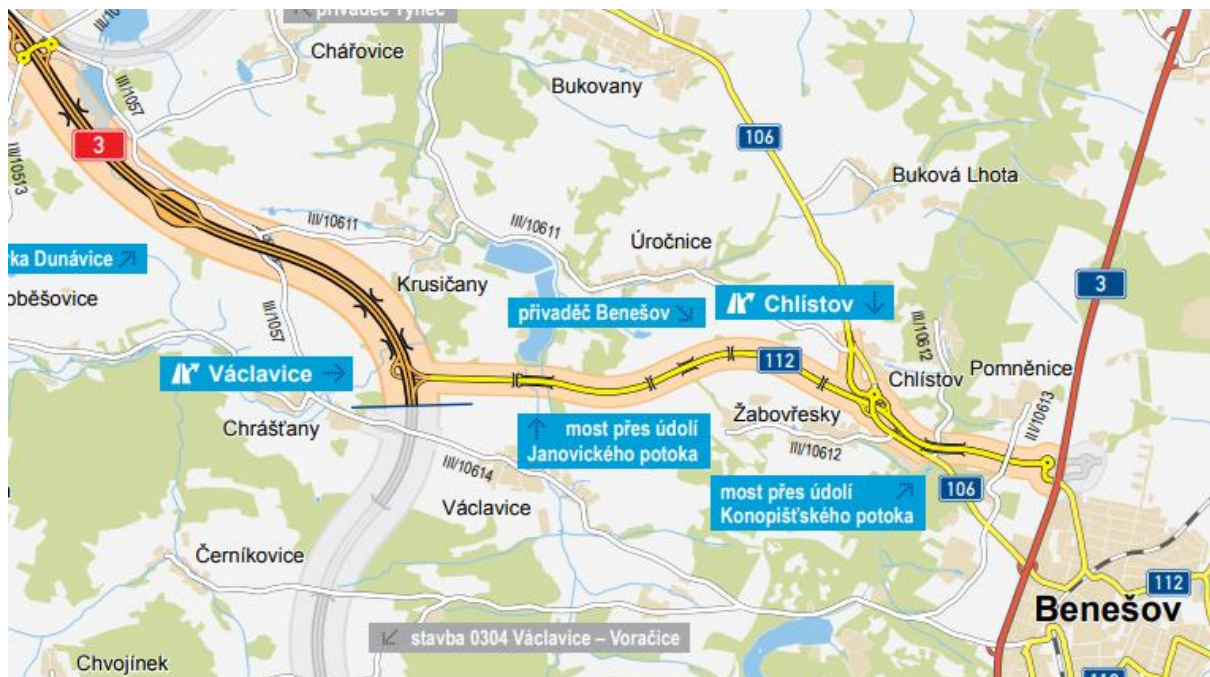 přivaděč Týnec
III/1057
Chářovice
Bukovany
106
3
III/10513
Buková Lhota
III/10611
III/10611
Úročnice
3
Dunávice
Krusičany
přivaděč Benešov
Chlístov
III/10612
III/1057
112
Pomněnice
Václavice
Chlístov
III/10613
Žabovřesky
Chrášťany
most přes údolí
Janovického potoka
III/10612
III/10614
most přes údolí
Konopišťského potoka
106
Václavice
Černíkovice
112
Benešov
stavba 0304 Václavice – Voračice
Chvojínek